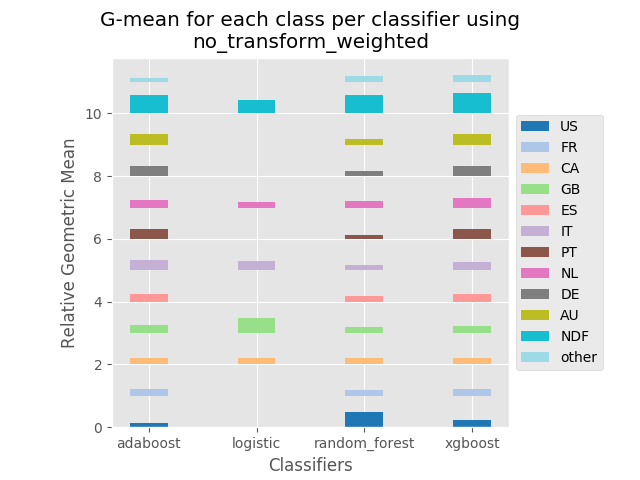 G-mean for each class per classifier using
no_transform_weighted
Relative Geometric Mean
10
8
6
4
2
0
adaboost
logistic
random_forest
xgboost
Classifiers
US
FR
CA
GB
ES
IT
PT
NL
DE
AU
NDF
other